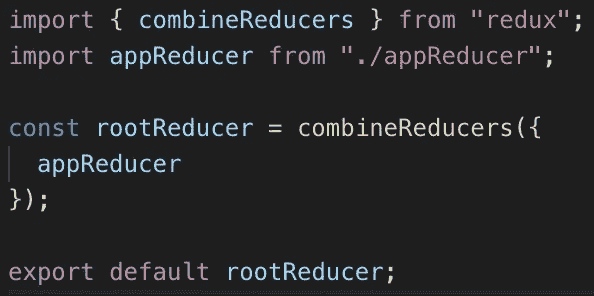 import { combineReducers } from "redux";
import appReducer from "./appReducer";
const rootReducer = combineReducers({
  appReducer
});
export default rootReducer;